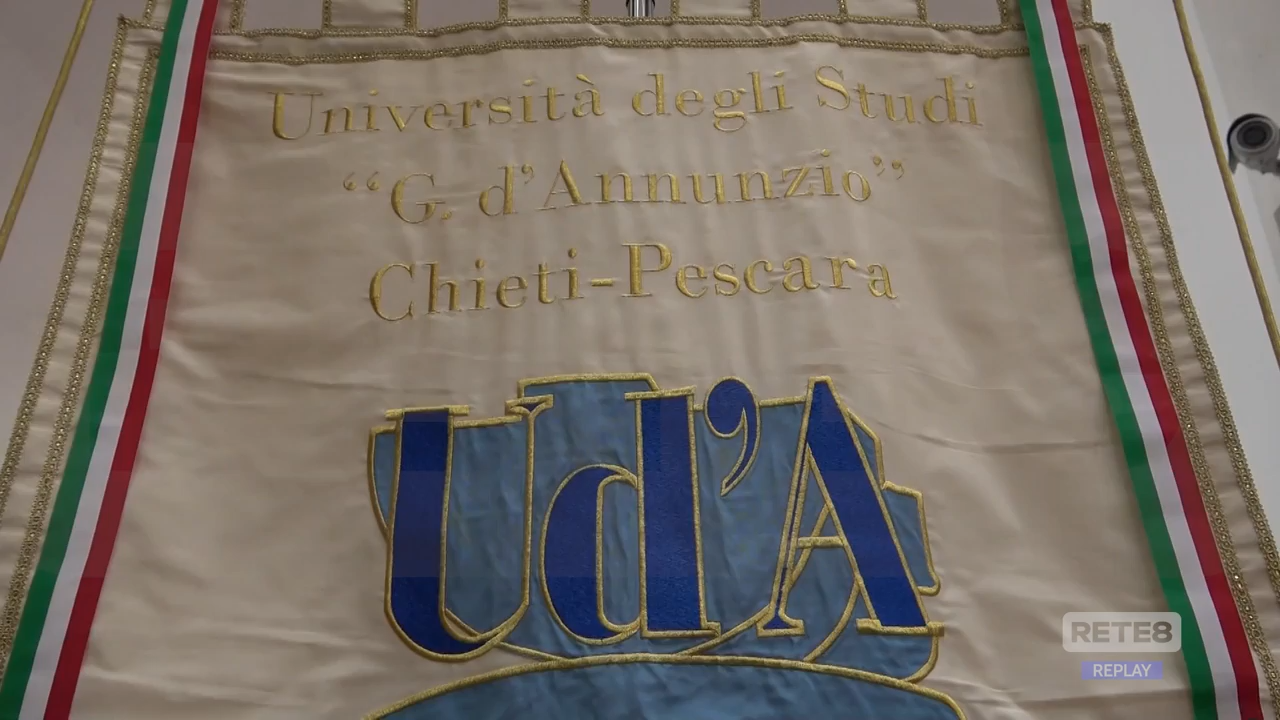 Università degli Studi
“G. d’Annunzio”
Chieti-Pescara
Ud’A
RETE8
REPLAY